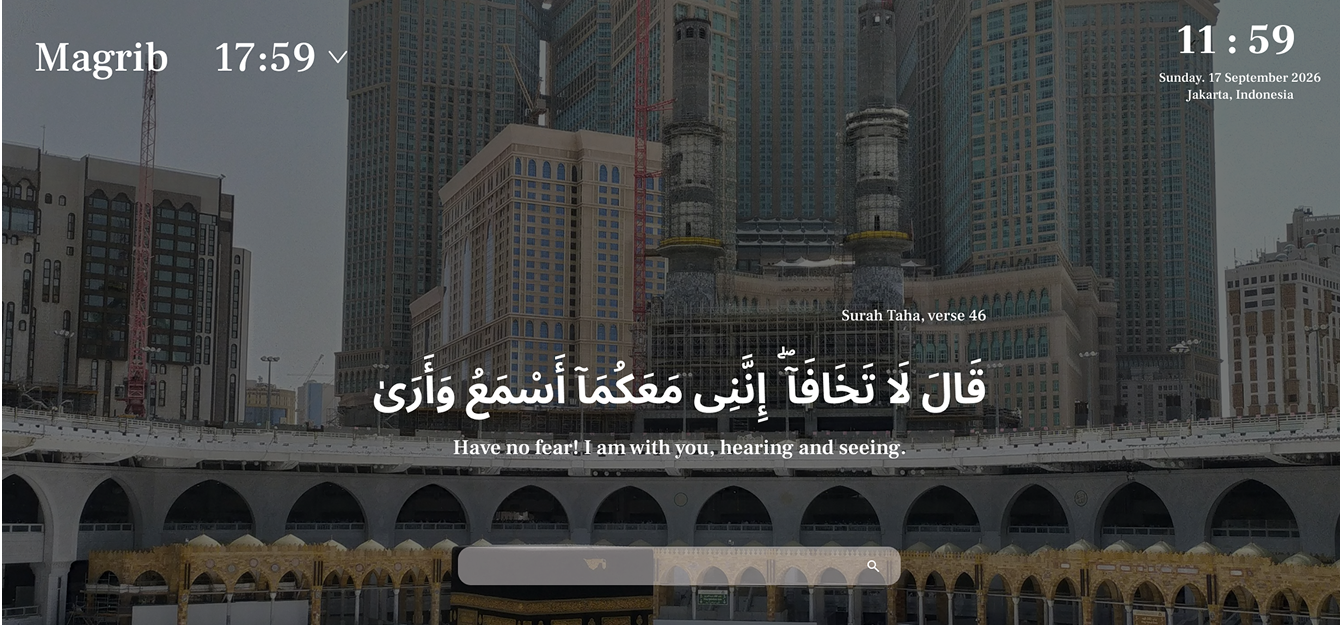 Magrib 17:59
11 : 59
Sunday. 17 September 2026
Jakarta, Indonesia
Surah Taha, verse 46
قَالَ لَا تَخَافَآ ۖ إِنَّنِى مَعَكُمَآ أَسْمَعُ وَأَرَىٰ
Have no fear! I am with you, hearing and seeing.